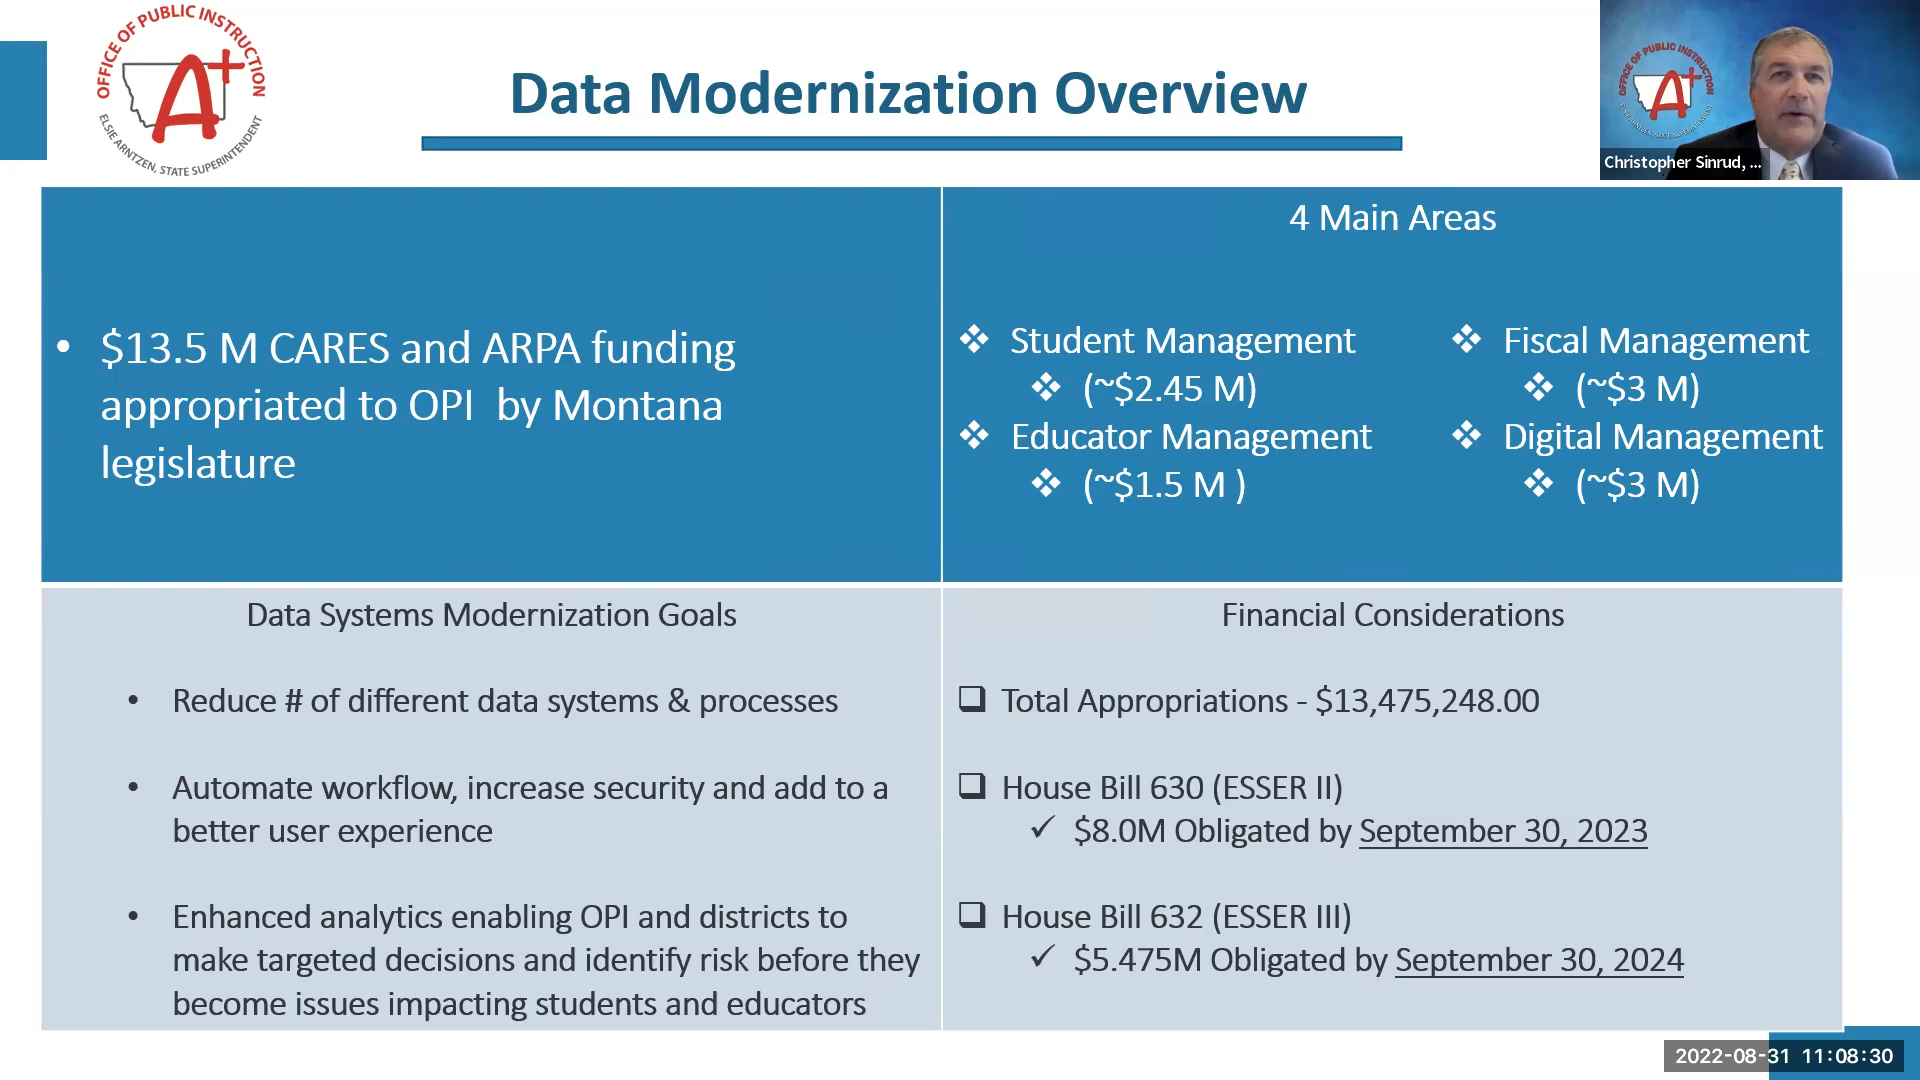 OFFICE OF PUBLIC INSTRUCTION
A+
ELSIE ARNTZEN, STATE SUPERINTENDENT
Data Modernization Overview
OFFICE OF PUBLIC INSTRUCTION
A+
Christopher Sinrud, ...
• $13.5 M CARES and ARPA funding
appropriated to OPI by Montana
legislature
4 Main Areas
❖ Student Management
❖ (~$2.45 M)
❖ Educator Management
❖ (~$1.5 M )
❖ Fiscal Management
❖ (~$3 M)
❖ Digital Management
❖ (~$3 M)
Data Systems Modernization Goals
• Reduce # of different data systems & processes
• Automate workflow, increase security and add to a
better user experience
• Enhanced analytics enabling OPI and districts to
make targeted decisions and identify risk before they
become issues impacting students and educators
Financial Considerations
❑ Total Appropriations - $13,475,248.00
❑ House Bill 630 (ESSER II)
✓ $8.0M Obligated by September 30, 2023
❑ House Bill 632 (ESSER III)
✓ $5.475M Obligated by September 30, 2024
2022-08-31 11:08:30